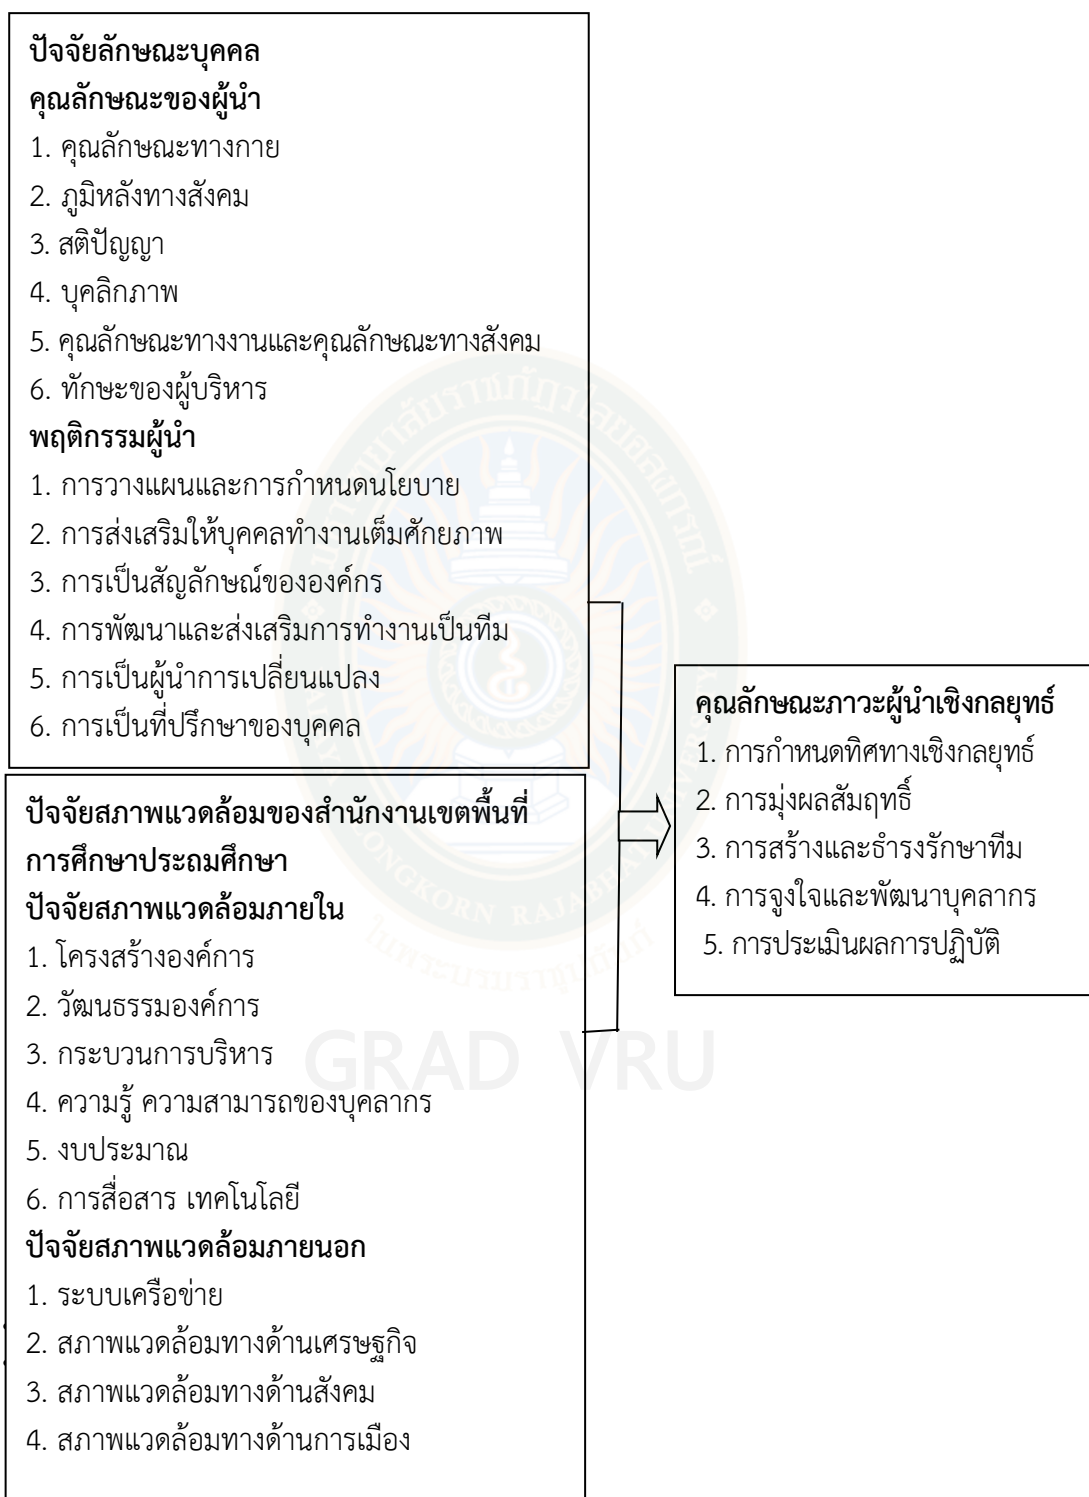 ปัจจัยลักษณะบุคคล
คุณลักษณะของผู้นำ
1. คุณลักษณะทางกาย
2. ภูมิหลังทางสังคม
3. สติปัญญา
4. บุคลิกภาพ
5. คุณลักษณะทางงานและคุณลักษณะทางสังคม
6. ทักษะของผู้บริหาร
พฤติกรรมผู้นำ
1. การวางแผนและการกำหนดนโยบาย
2. การส่งเสริมให้บุคคลทำงานเต็มศักยภาพ
3. การเป็นสัญลักษณ์ขององค์กร
4. การพัฒนาและส่งเสริมการทำงานเป็นทีม
5. การเป็นผู้นำการเปลี่ยนแปลง
6. การเป็นที่ปรึกษาของบุคคล
ปัจจัยสภาพแวดล้อมของสำนักงานเขตพื้นที่
การศึกษาประถมศึกษา
ปัจจัยสภาพแวดล้อมภายใน
1. โครงสร้างองค์การ
2. วัฒนธรรมองค์การ
3. กระบวนการบริหาร
4. ความรู้ ความสามารถของบุคลากร
5. งบประมาณ
6. การสื่อสาร เทคโนโลยี
ปัจจัยสภาพแวดล้อมภายนอก
1. ระบบเครือข่าย
2. สภาพแวดล้อมทางด้านเศรษฐกิจ
3. สภาพแวดล้อมทางด้านสังคม
4. สภาพแวดล้อมทางด้านการเมือง
คุณลักษณะภาวะผู้นำเชิงกลยุทธ์
1. การกำหนดทิศทางเชิงกลยุทธ์
2. การมุ่งผลสัมฤทธิ์
3. การสร้างและธำรงรักษาทีม
4. การจูงใจและพัฒนาบุคลากร
5. การประเมินผลการปฏิบัติ
GRAD VRU